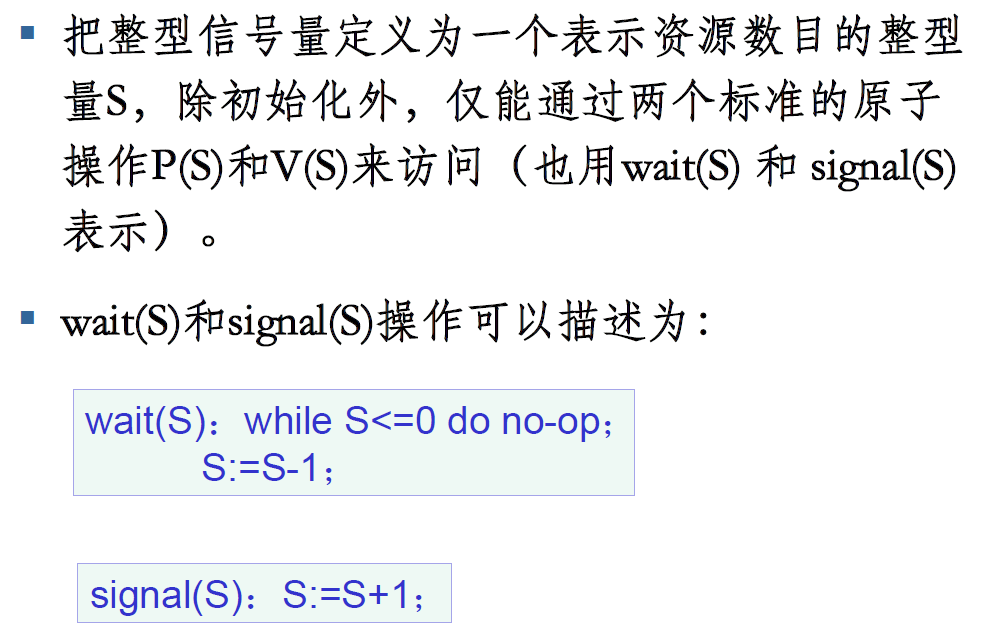 ▪ 把整型信号量定义为一个表示资源数目的整型
量S，除初始化外，仅能通过两个标准的原子
操作P(S)和V(S)来访问（也用wait(S) 和 signal(S)
表示）。
▪ wait(S)和signal(S)操作可以描述为：
wait(S)：while S<=0 do no-op；
S:=S-1；
signal(S)：S:=S+1；